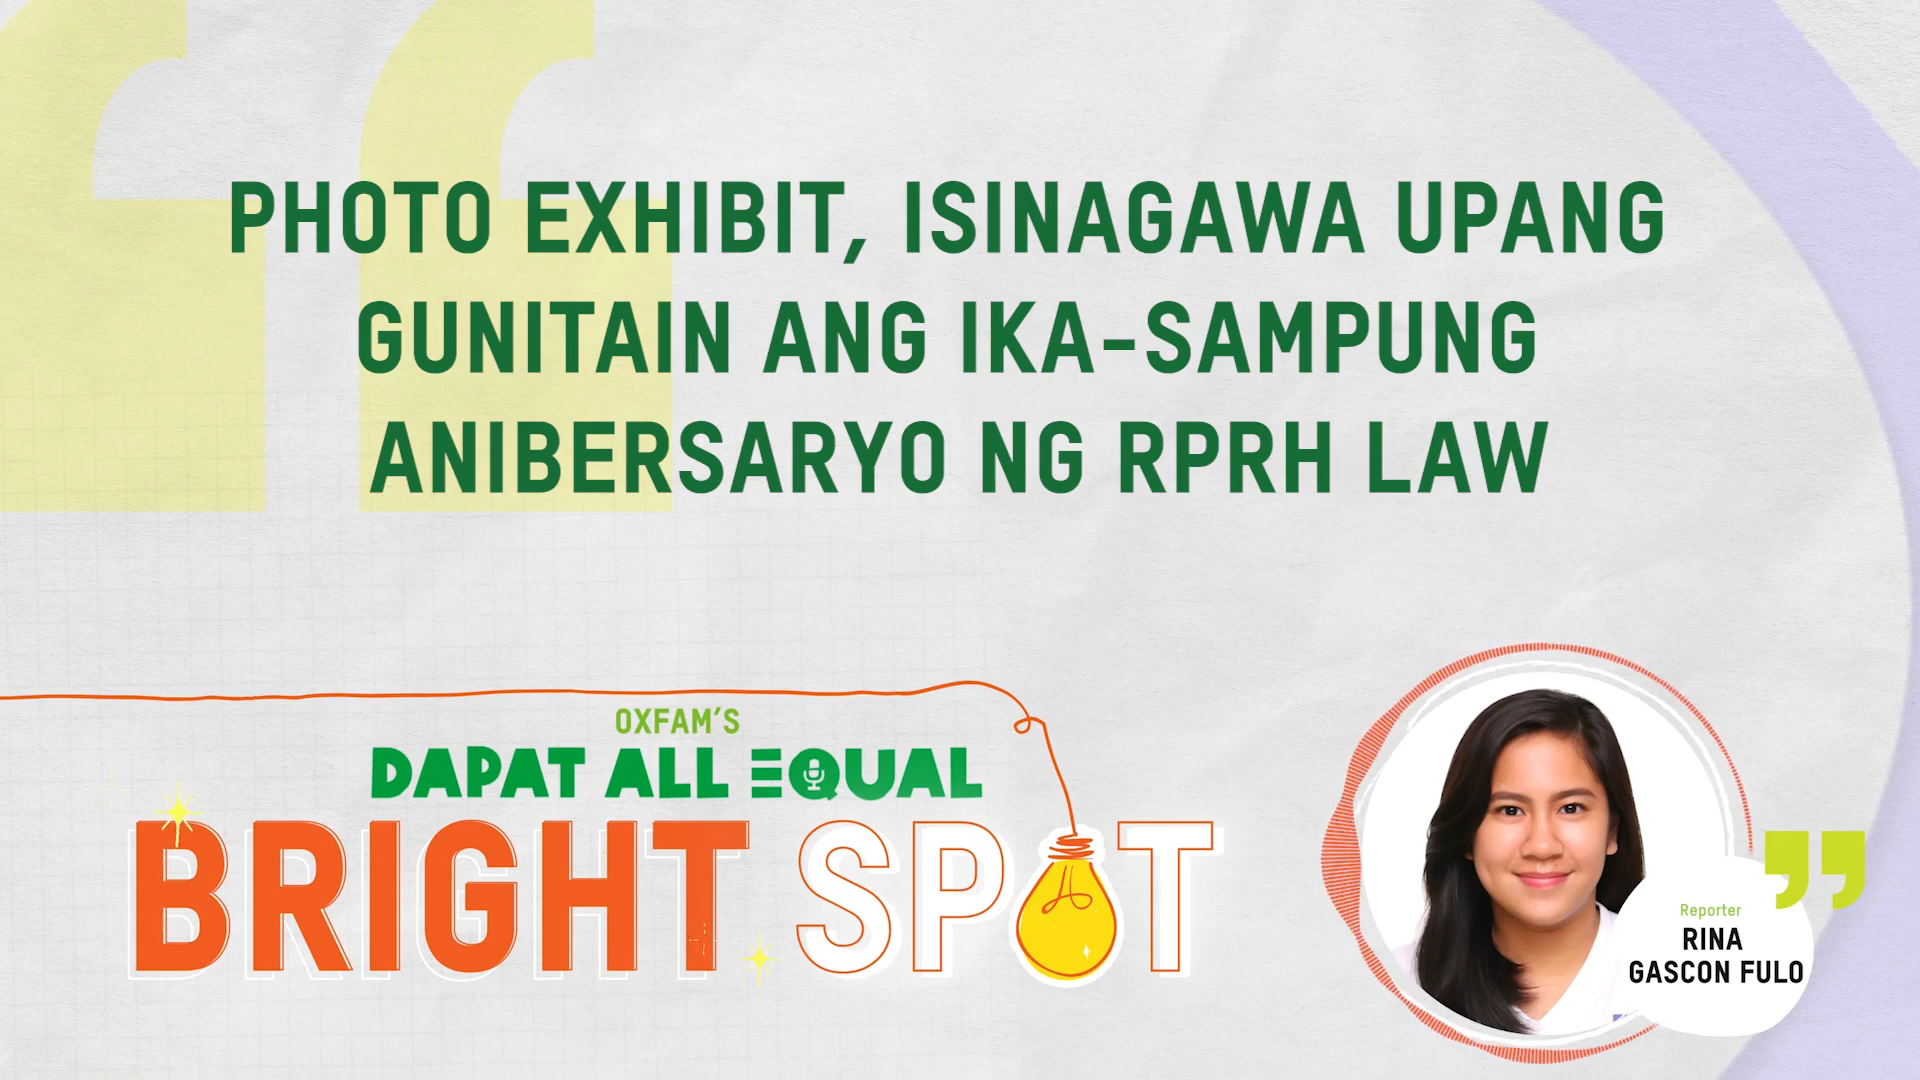 PHOTO EXHIBIT, ISINAGAWA UPANG
GUNITAIN ANG IKA-SAMPUNG
ANIBERSARYO NG RPRH LAW
OXFAM'S
DAPAT ALL EQUAL
BRIGHT SPOT
Reporter
RINA
GASCON FULO